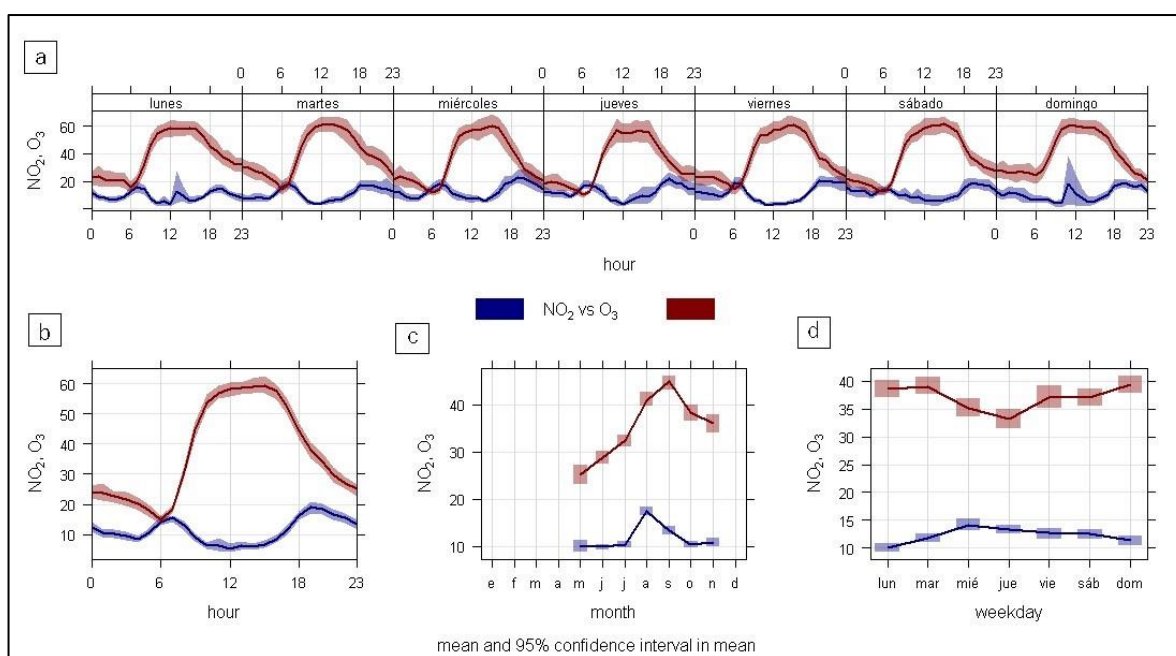 a
0 6 12 18 23 0 6 12 18 23 0 6 12 18 23
lunes martes miércoles jueves viernes sábado domingo
NO2, O3
60
40
20
0 6 12 18 23 0 6 12 18 23 0 6 12 18 23 0 6 12 18 23
hour
NO2 vs O3
b
NO2, O3
60
50
40
30
20
10
0 6 12 18 23
hour
c
NO2, O3
40
30
20
10
e f m a m j j a s o n d
month
d
NO2, O3
40
35
30
25
20
15
10
lun mar mié jue vie sáb dom
weekday
mean and 95% confidence interval in mean